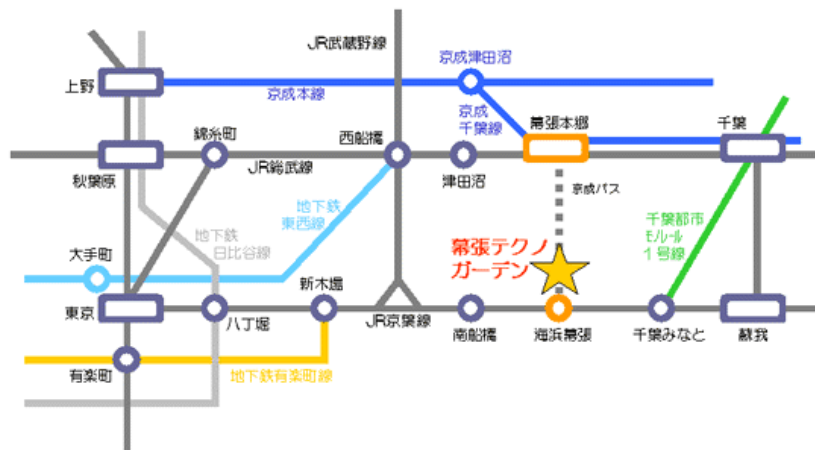 JR武蔵野線
京成津田沼
上野
京成本線
京成
千葉線
幕張本郷
千葉
錦糸町
西船橋
JR総武線
秋葉原
津田沼
京成バス
地下鉄
東西線
千葉都市
モノレール
1号線
地下鉄
日比谷線
大手町
幕張テクノ
ガーデン
新木場
東京
八丁堀
JR京葉線
南船橋
海浜幕張
千葉みなと
蘇我
有楽町
地下鉄有楽町線